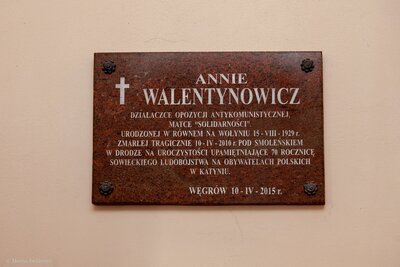 ANNIE
WALENTYNOWICZ
DZIAŁACZCE OPOZYCJI ANTYKOMUNISTYCZNEJ,
MATCE "SOLIDARNOŚCI".
URODZONEJ W RÓWNEM NA WOŁYNIU 15 - VIII - 1929 r.
ZMARŁEJ TRAGICZNIE 10 - IV - 2010 r. POD SMOLEŃSKIEM
W DRODZE NA UROCZYSTOŚCI UPAMIĘTNIAJĄCE 70 ROCZNICĘ
SOWIECKIEGO LUDOBÓJSTWA NA OBYWATELACH POLSKICH
W KATYNIU.
WĘGRÓW 10 - IV - 2015 r.